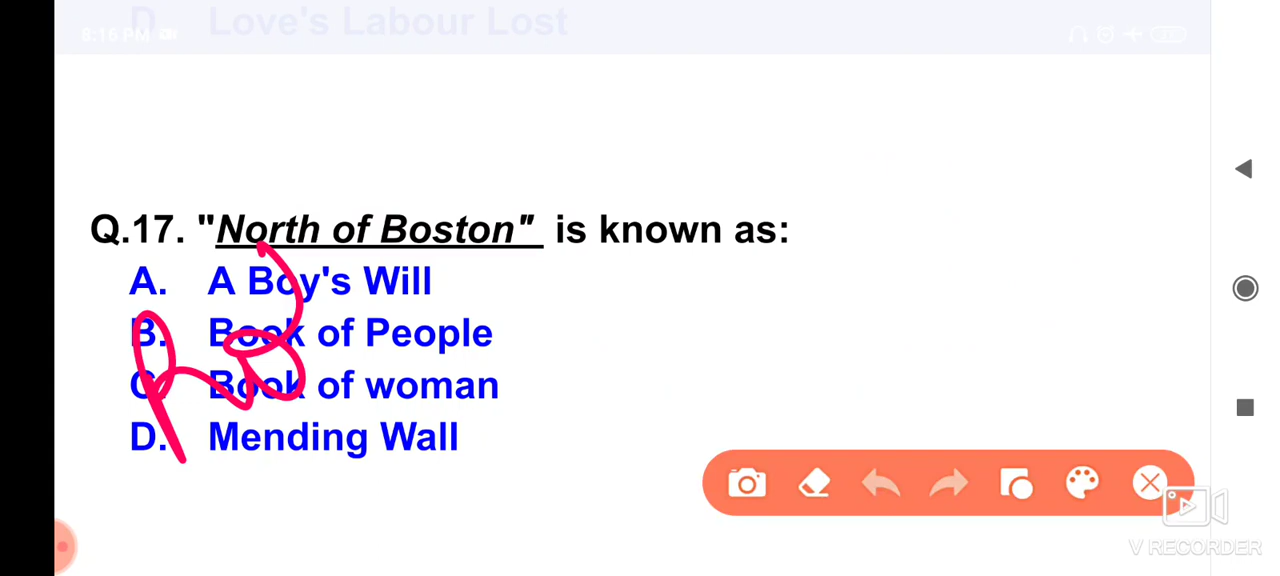 D. Love's Labour Lost
8:16 PM
Q.17. "North of Boston" is known as:
A. A Boy's Will
B. Book of People
C. Book of woman
D. Mending Wall
V RECORDER